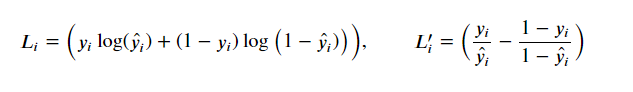 L_i = ( y_i log(ŷ_i) + (1 − y_i) log (1 − ŷ_i)) ), L′_i = ( y_i / ŷ_i − (1 − y_i) / (1 − ŷ_i) )